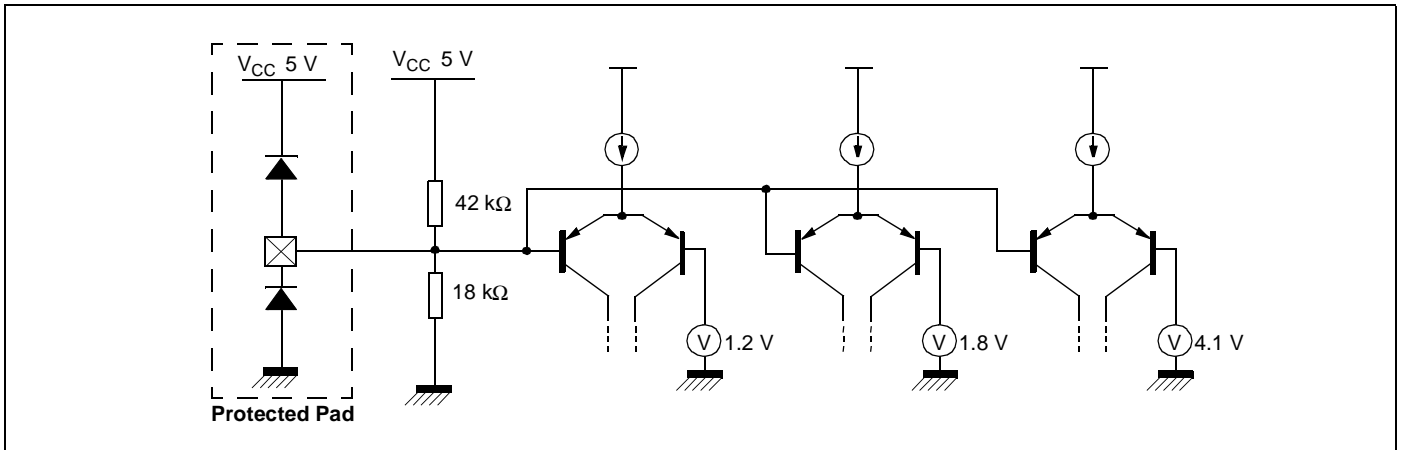 VCC 5 V
VCC 5 V
42 kΩ
18 kΩ
V 1.2 V
V 1.8 V
V 4.1 V
Protected Pad